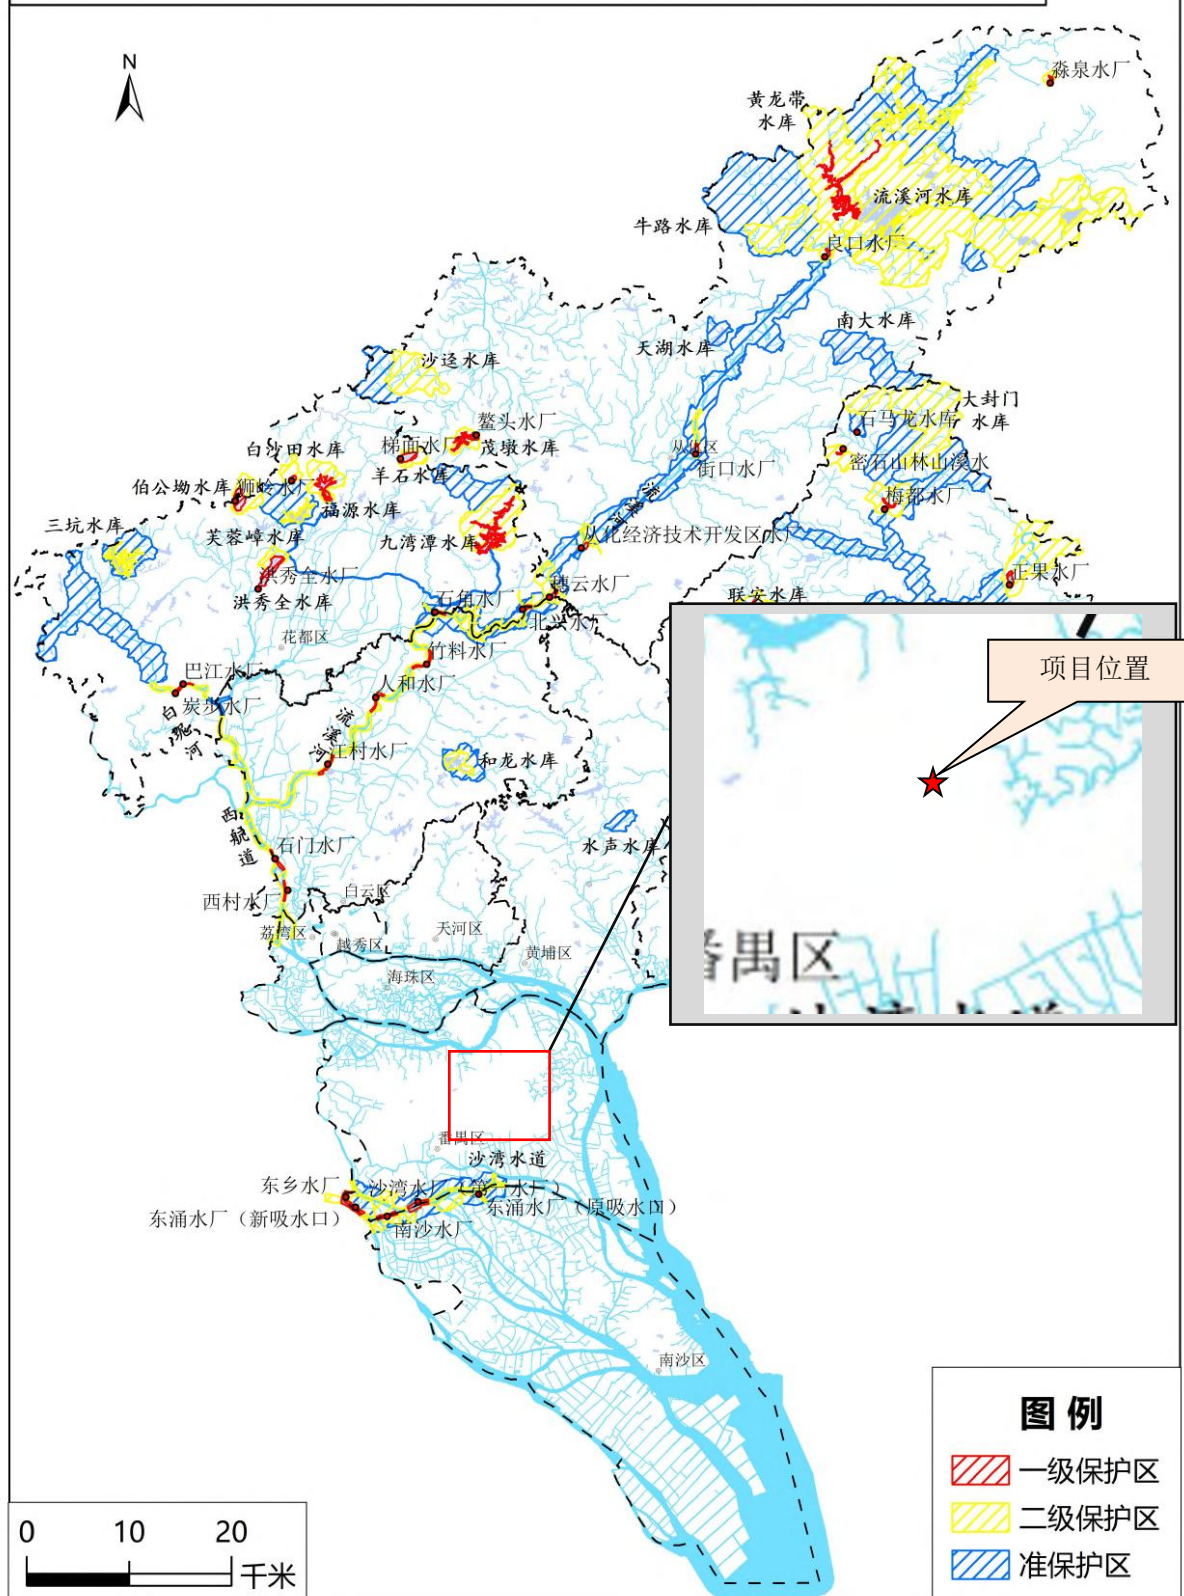 N
淼泉水厂
黄龙带
水库
流溪河水库
牛路水库
良口水厂
南大水库
天湖水库
沙迳水库
大封门
水库
石马龙水库
鳌头水厂
梯面水厂
茂墩水库
从化区
街口水厂
密石山林山溪水
白沙田水库
羊石水库
伯公坳水库
狮岭水厂
梅都水厂
福源水库
三坑水库
芙蓉嶂水库
九湾潭水库
流溪河
从化经济技术开发区水厂
洪秀全水厂
正果水厂
穗云水厂
洪秀全水库
石角水厂
联安水库
北兴水厂
花都区
竹料水厂
项目位置
巴江水厂
人和水厂
炭步水厂
白坭河
流溪河
江村水厂
和龙水库
西航道
石门水厂
水声水库
西村水厂
白云区
荔湾区
越秀区
天河区
黄埔区
番禺区
海珠区
番禺区
沙湾水道
东乡水厂
沙湾水厂
东涌水厂（新吸水口）
东涌水厂（原吸水口）
南沙水厂
南沙区
图例
一级保护区
二级保护区
准保护区
0 10 20
千米